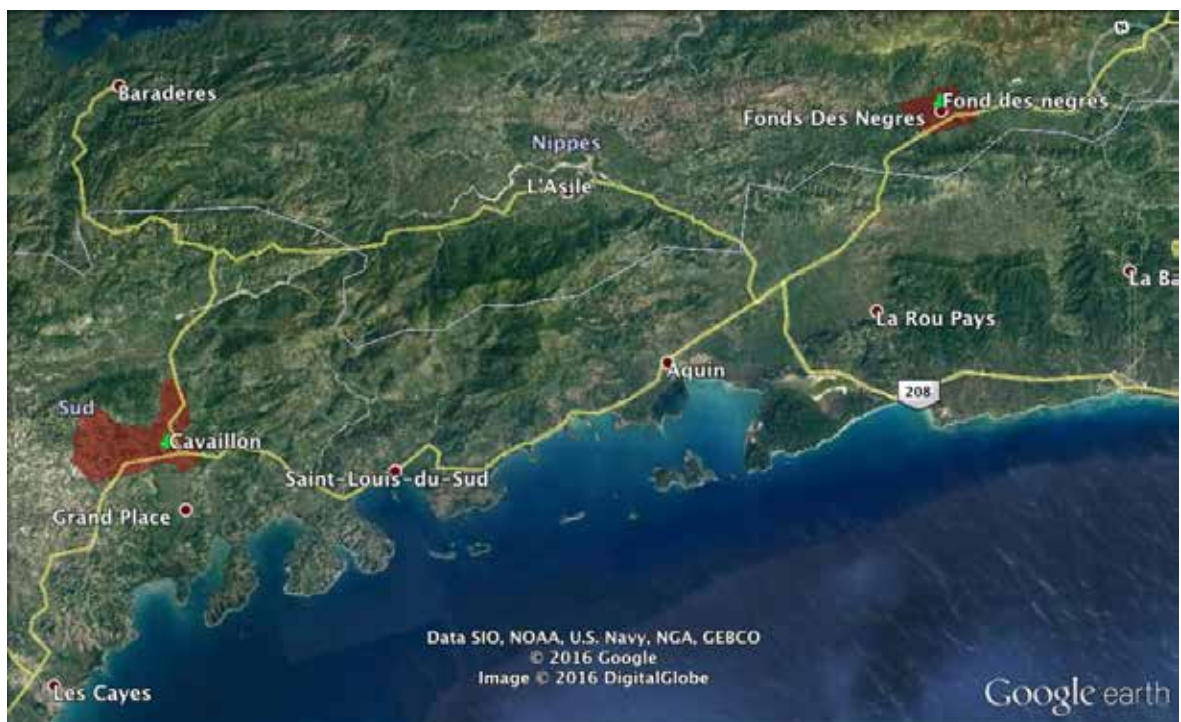 N
Baraderes
Fond des negres
Fonds Des Negres
Nippes
L'Asile
La Ba
La Rou Pays
Aquin
208
Sud
Cavaillon
Saint-Louis-du-Sud
Grand Place
Data SIO, NOAA, U.S. Navy, NGA, GEBCO
© 2016 Google
Image © 2016 DigitalGlobe
Les Cayes
Google earth